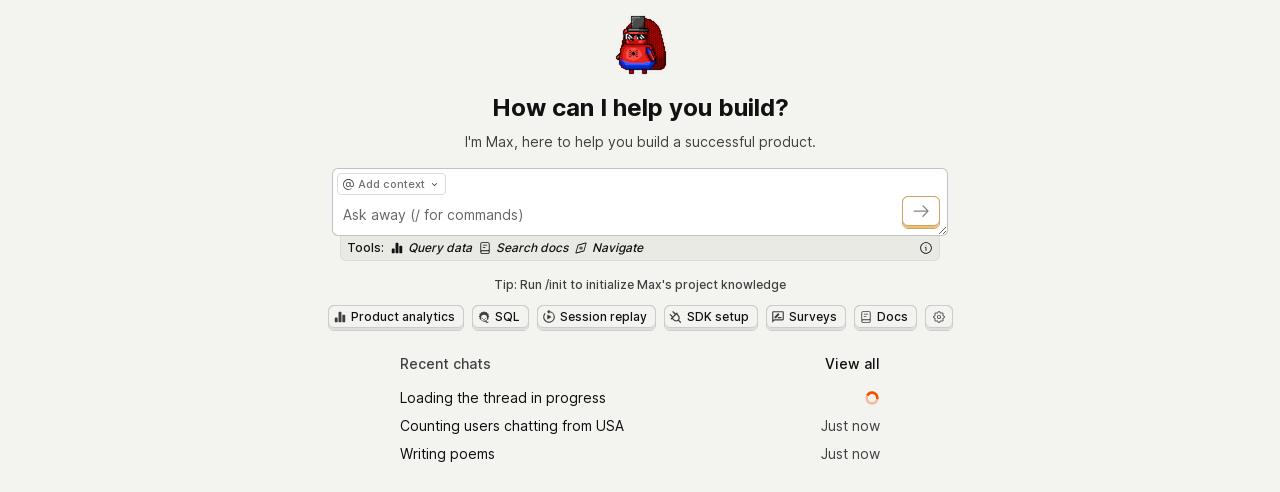 How can I help you build?
I'm Max, here to help you build a successful product.
@ Add context
Ask away (/ for commands)
Tools: Query data Search docs Navigate
Tip: Run /init to initialize Max's project knowledge
Product analytics SQL Session replay SDK setup Surveys Docs
Recent chats View all
Loading the thread in progress
Counting users chatting from USA Just now
Writing poems Just now